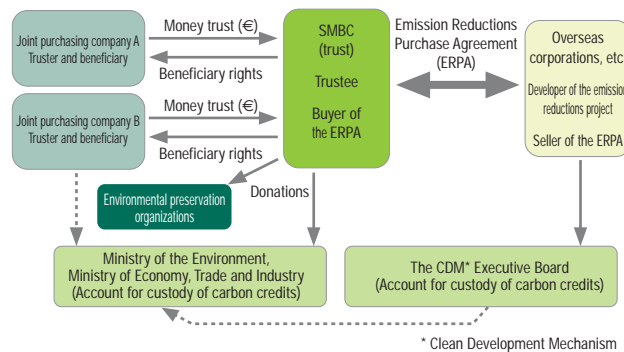 Joint purchasing company A
Truster and beneficiary
Money trust (€)
Beneficiary rights
Joint purchasing company B
Truster and beneficiary
Money trust (€)
Beneficiary rights
SMBC
(trust)
Trustee
Buyer of
the ERPA
Emission Reductions
Purchase Agreement
(ERPA)
Overseas
corporations, etc
Developer of the emission
reductions project
Seller of the ERPA
Environmental preservation
organizations
Donations
Ministry of the Environment,
Ministry of Economy, Trade and Industry
(Account for custody of carbon credits)
The CDM* Executive Board
(Account for custody of carbon credits)
* Clean Development Mechanism